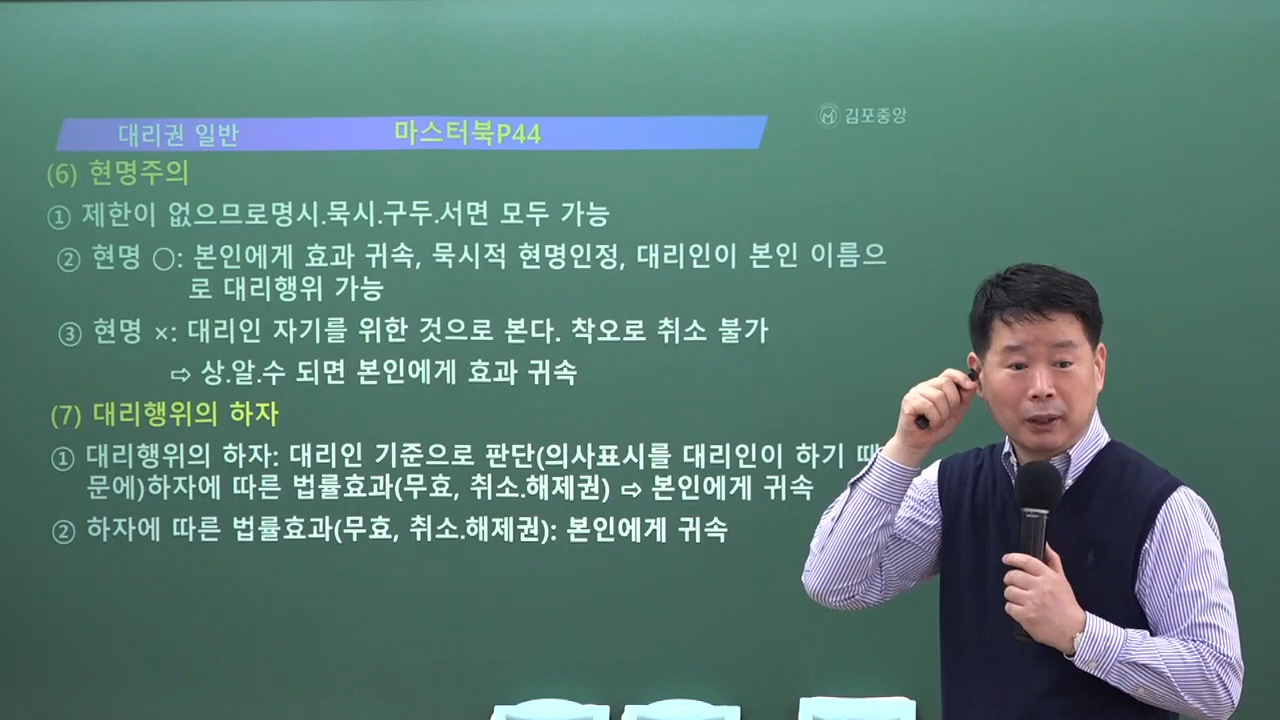 대리권 일반 마스터북P44
김포중앙
(6) 현명주의
① 제한이 없으므로명시.묵시.구두.서면 모두 가능
② 현명 ○: 본인에게 효과 귀속, 묵시적 현명인정, 대리인이 본인 이름으
로 대리행위 가능
③ 현명 ×: 대리인 자기를 위한 것으로 본다. 착오로 취소 불가
⇨ 상.알.수 되면 본인에게 효과 귀속
(7) 대리행위의 하자
① 대리행위의 하자: 대리인 기준으로 판단(의사표시를 대리인이 하기 때
문에)하자에 따른 법률효과(무효, 취소.해제권) ⇨ 본인에게 귀속
② 하자에 따른 법률효과(무효, 취소.해제권): 본인에게 귀속